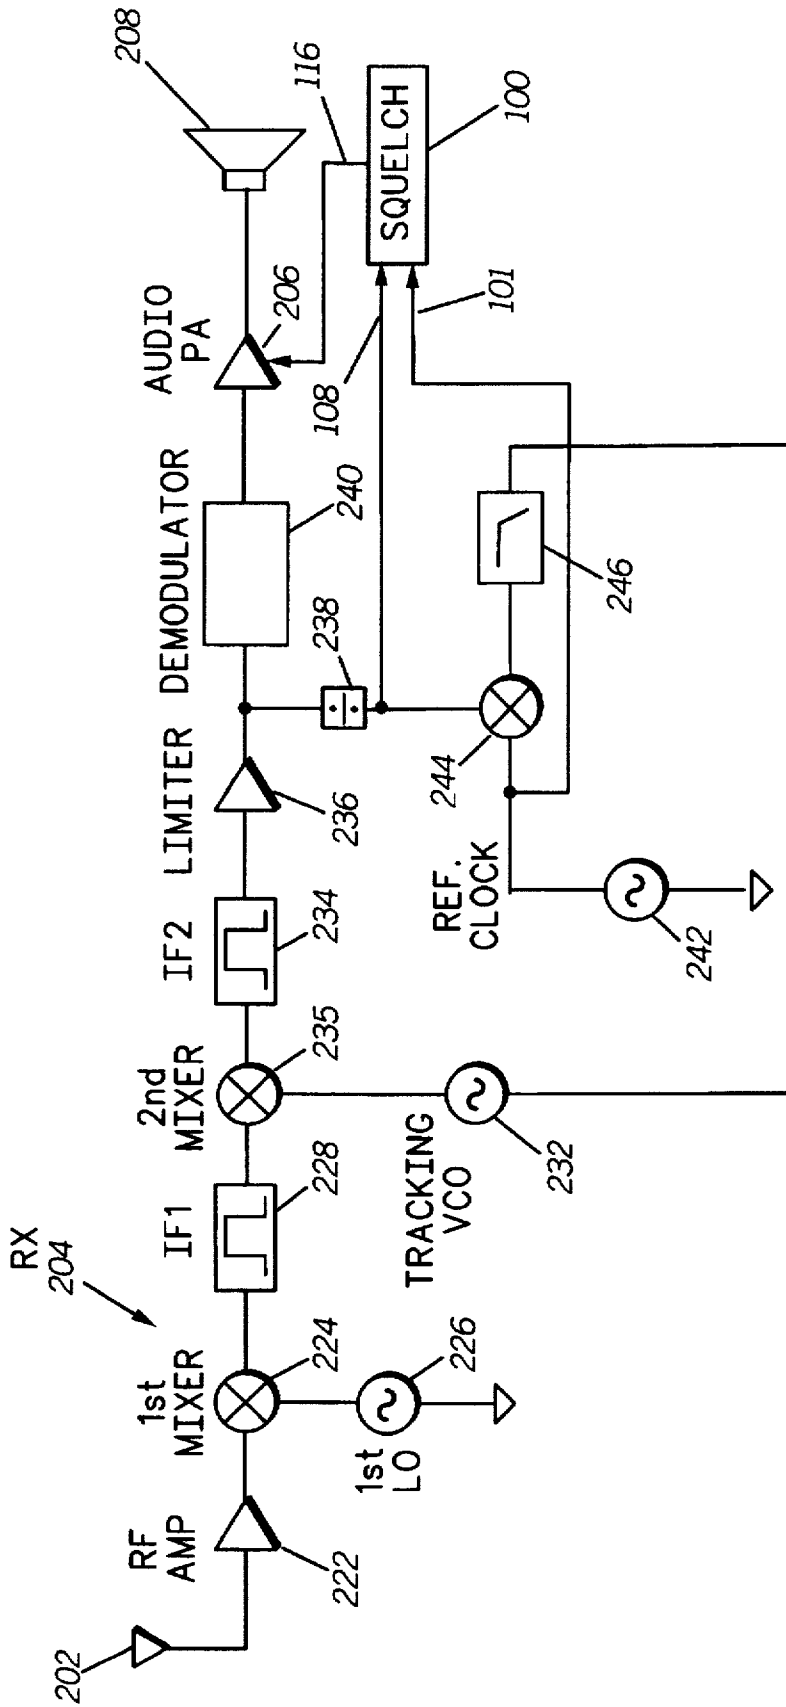 RX
204
202
RF
AMP
222
1st
MIXER
224
1st
LO
226
IF1
228
2nd
MIXER
235
TRACKING
VCO
232
IF2
234
LIMITER
236
DEMODULATOR
240
238
AUDIO
PA
206
208
116
SQUELCH
100
101
108
REF.
CLOCK
242
244
246